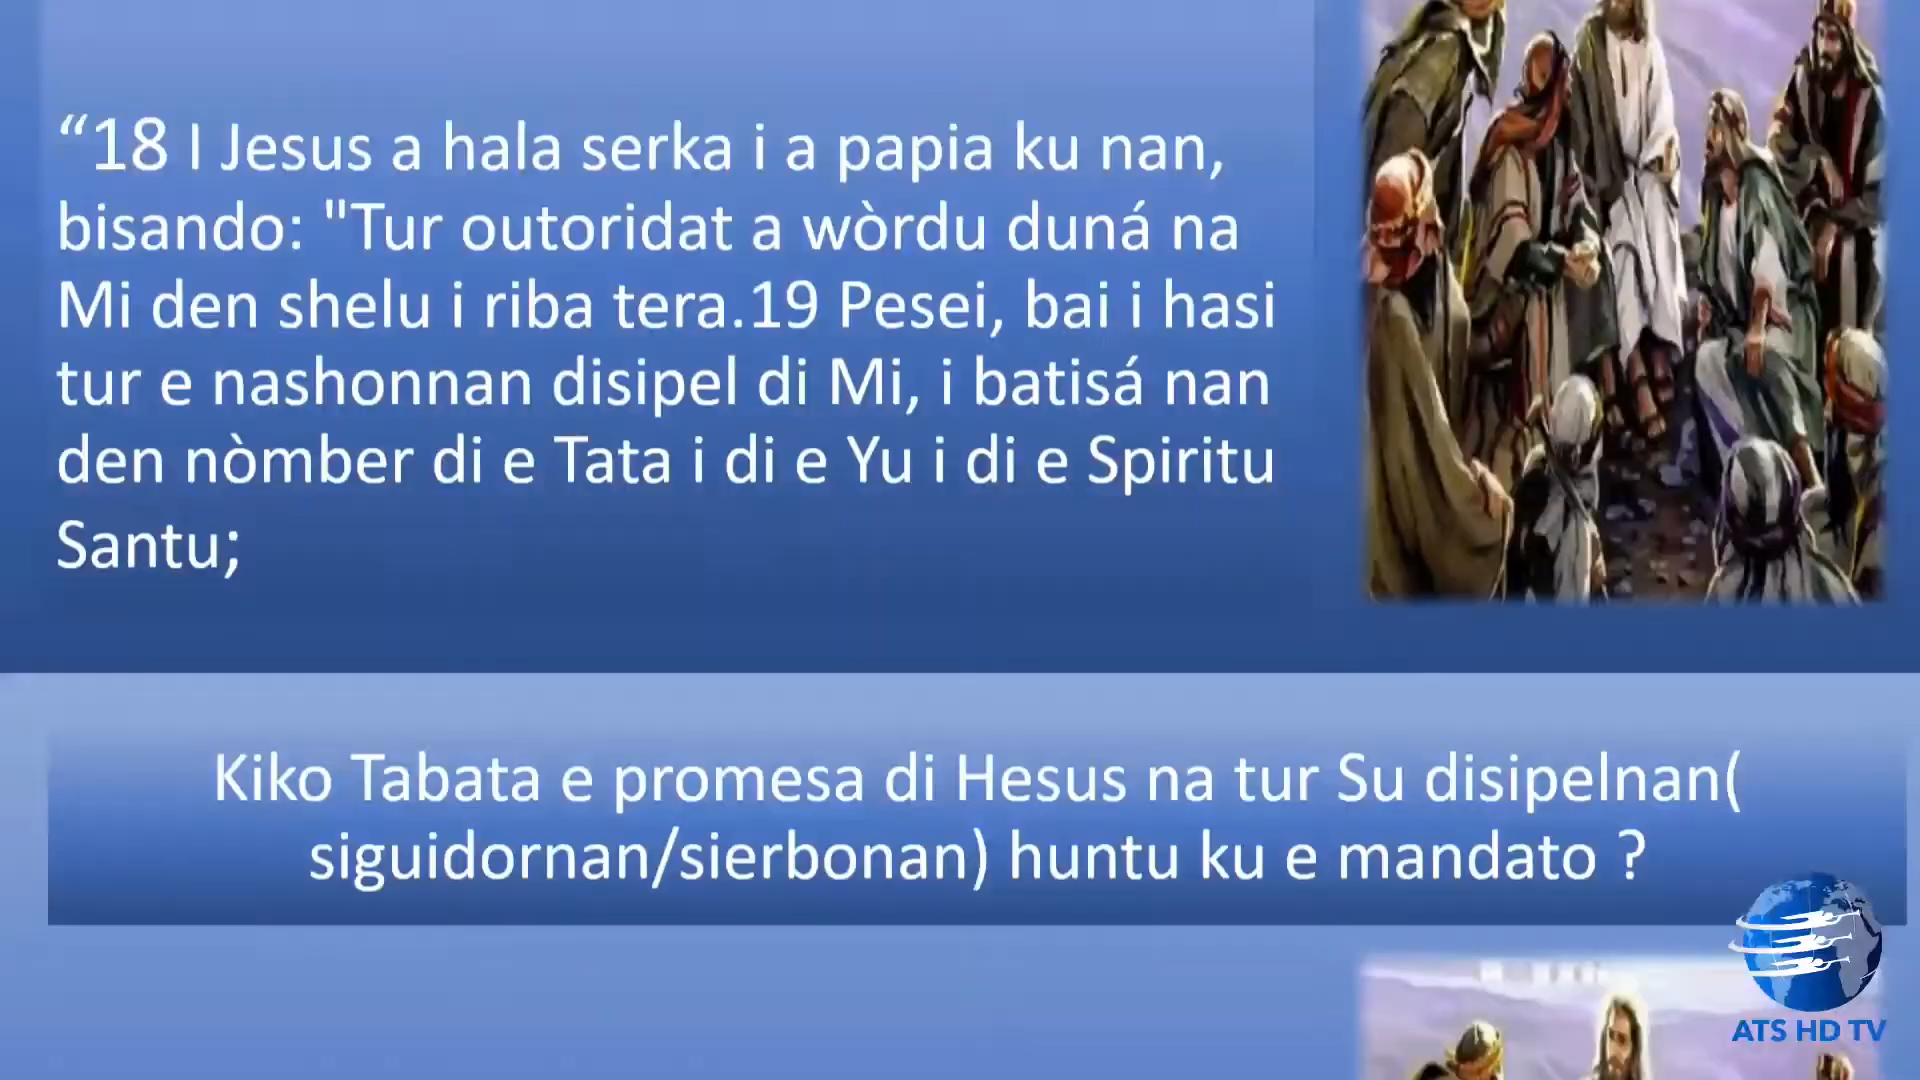 “18 I Jesus a hala serka i a papia ku nan,
bisando: "Tur outoridat a wòrdu duná na
Mi den shelu i riba tera.19 Pesei, bai i hasi
tur e nashonnan disipel di Mi, i batisá nan
den nòmber di e Tata i di e Yu i di e Spiritu
Santu;
Kiko Tabata e promesa di Hesus na tur Su disipelnan(
siguidornan/sierbonan) huntu ku e mandato ?
ATS HD TV